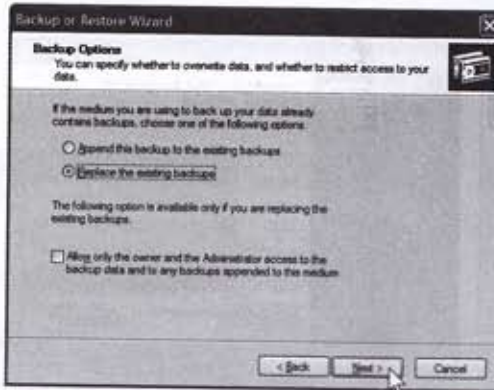 Backup or Restore Wizard
Backup Options
You can specify whether to overwrite data, and whether to restrict access to your
data.
If the medium you are using to back up your data already
contains backups, choose one of the following options.
Append this backup to the existing backups
Replace the existing backups
The following option is available only if you are replacing the
existing backups.
Allow only the owner and the Administrator access to the
backup data and to any backups appended to this medium
< Back
Next >
Cancel